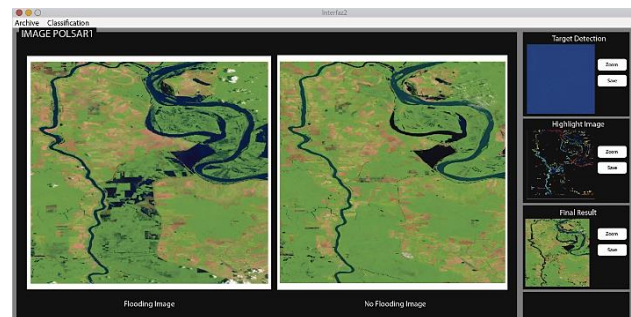 Interfaz2
Archive Classification
IMAGE POLSAR1
Target Detection
Zoom
Save
Highlight Image
Zoom
Save
Final Result
Zoom
Save
Flooding Image
No Flooding Image